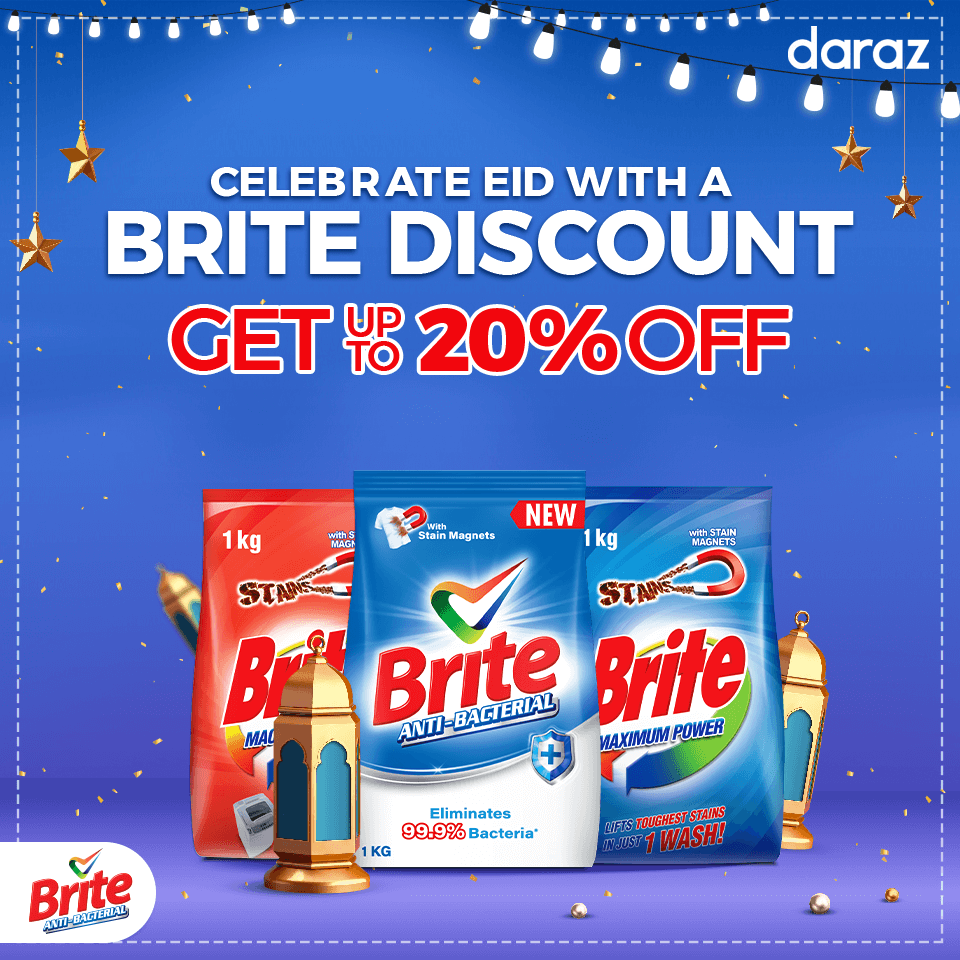 daraz
CELEBRATE EID WITH A
BRITE DISCOUNT
GET UP TO 20% OFF
1 kg
with
STAINS
Brite
With
Stain Magnets
NEW
Brite
ANTI-BACTERIAL
Eliminates
99.9% Bacteria*
1 KG
1 kg
with STAIN
MAGNETS
STAINS
Brite
MAXIMUM POWER
LIFTS TOUGHEST STAINS
IN JUST 1 WASH!
Brite
ANTI-BACTERIAL